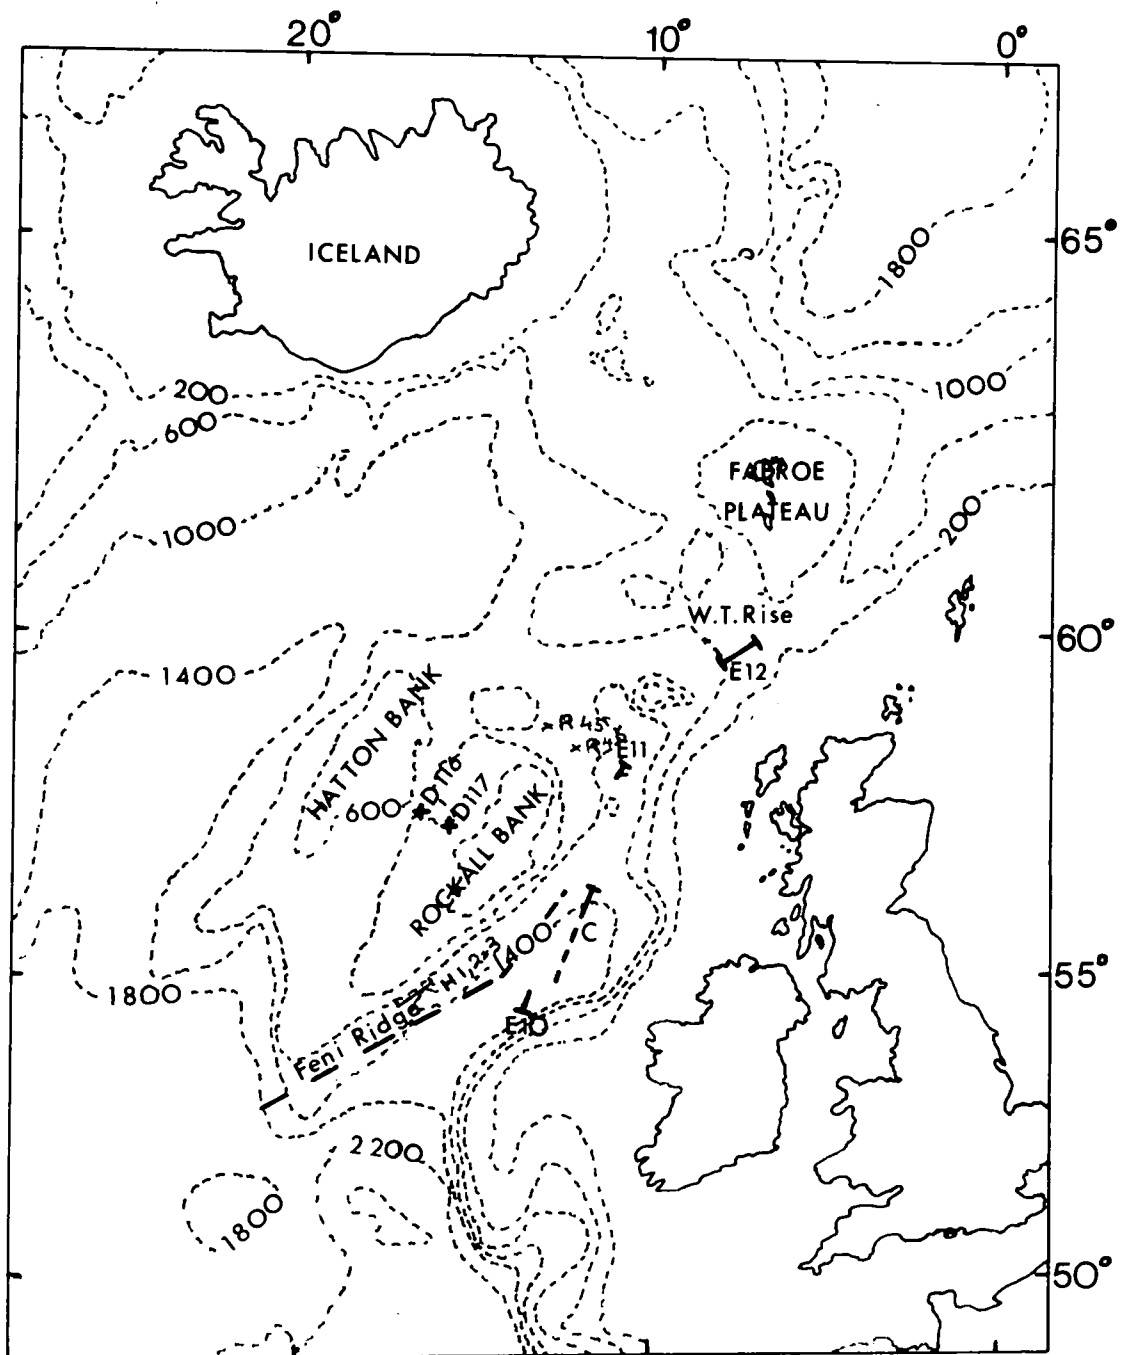 20°
10°
0°
65°
ICELAND
1800
200
1000
600
FAEROE
PLATEAU
200
1000
W.T.Rise
60°
E12
1400
HATTON BANK
R 45
E11
D116
600
D117
ROCKALL BANK
C
1400
H1,2,3
55°
1800
E10
Feni Ridge
2200
1800
50°